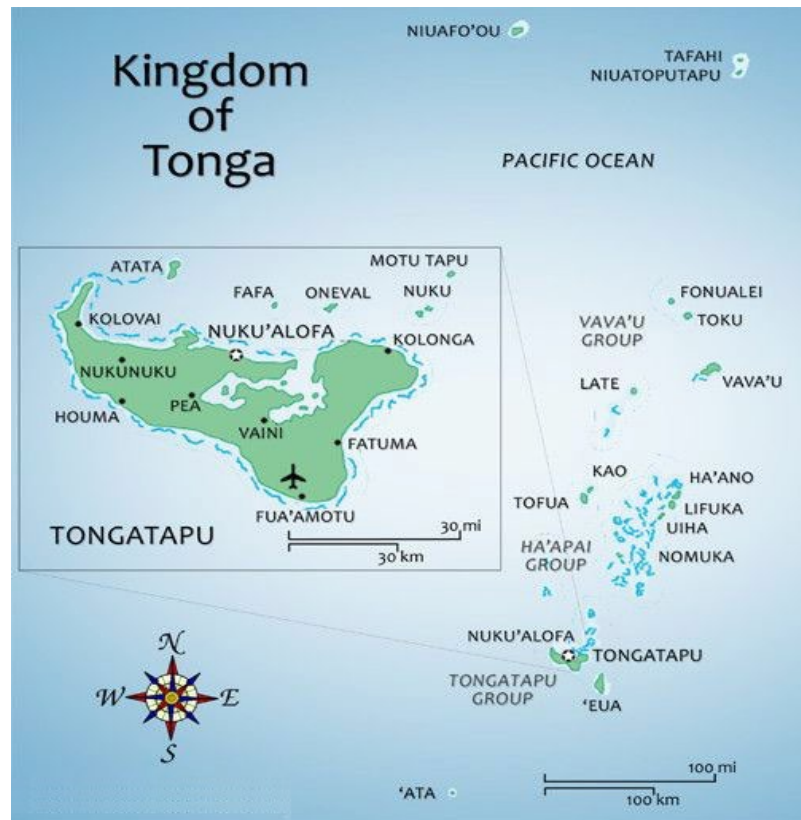 NIUAFO'OU
Kingdom
of
Tonga
TAFAHI
NIUATOPUTAPU
PACIFIC OCEAN
ATATA
MOTU TAPU
FAFA
ONEVAL
NUKU
KOLOVAI
NUKU'ALOFA
KOLONGA
NUKUNUKU
PEA
HOUMA
VAINI
FATUMA
FUA'AMOTU
TONGATAPU
30 mi
30 km
FONUALEI
TOKU
VAVA'U
GROUP
LATE
VAVA'U
KAO
HA'ANO
TOFUA
LIFUKA
UIHA
HA'APAI
GROUP
NOMUKA
NUKU'ALOFA
TONGATAPU
TONGATAPU
GROUP
'EUA
N
W
E
S
100 mi
100 km
'ATA